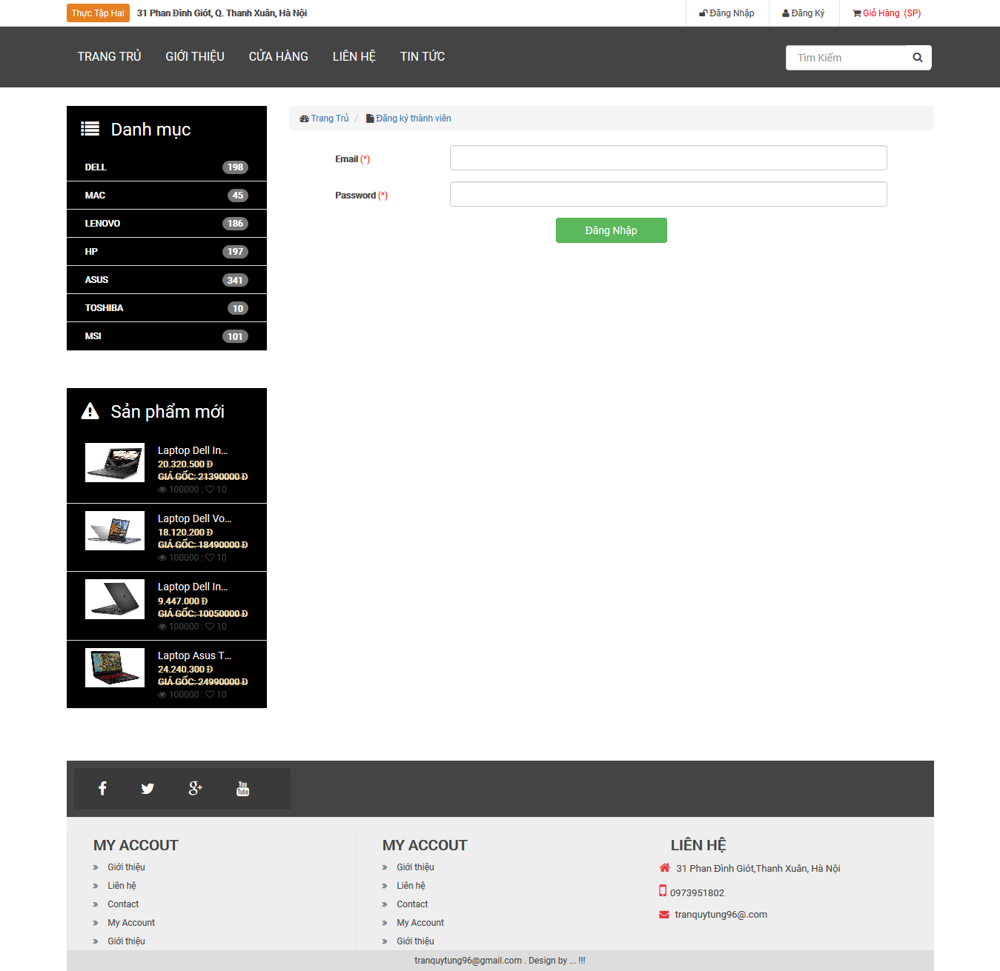 Thực Tập Hai 31 Phan Đình Giót, Q. Thanh Xuân, Hà Nội Đăng Nhập Đăng Ký Giỏ Hàng (SP)
TRANG TRỦ GIỚI THIỆU CỬA HÀNG LIÊN HỆ TIN TỨC Tìm Kiếm
Danh mục
DELL 198
MAC 45
LENOVO 186
HP 197
ASUS 341
TOSHIBA 10
MSI 101
Trang Trủ / Đăng ký thành viên
Email (*)
Password (*)
Đăng Nhập
Sản phẩm mới
Laptop Dell In...
20.320.500 Đ
GIÁ GỐC: 21390000 Đ
100000 : 10
Laptop Dell Vo...
18.120.200 Đ
GIÁ GỐC: 18490000 Đ
100000 : 10
Laptop Dell In...
9.447.000 Đ
GIÁ GỐC: 10050000 Đ
100000 : 10
Laptop Asus T...
24.240.300 Đ
GIÁ GỐC: 24990000 Đ
100000 : 10
You Tube
MY ACCOUT
Giới thiệu
Liên hệ
Contact
My Account
Giới thiệu
MY ACCOUT
Giới thiệu
Liên hệ
Contact
My Account
Giới thiệu
LIÊN HỆ
31 Phan Đình Giót,Thanh Xuân, Hà Nội
0973951802
tranquytung96@.com
tranquytung96@gmail.com . Design by ... !!!